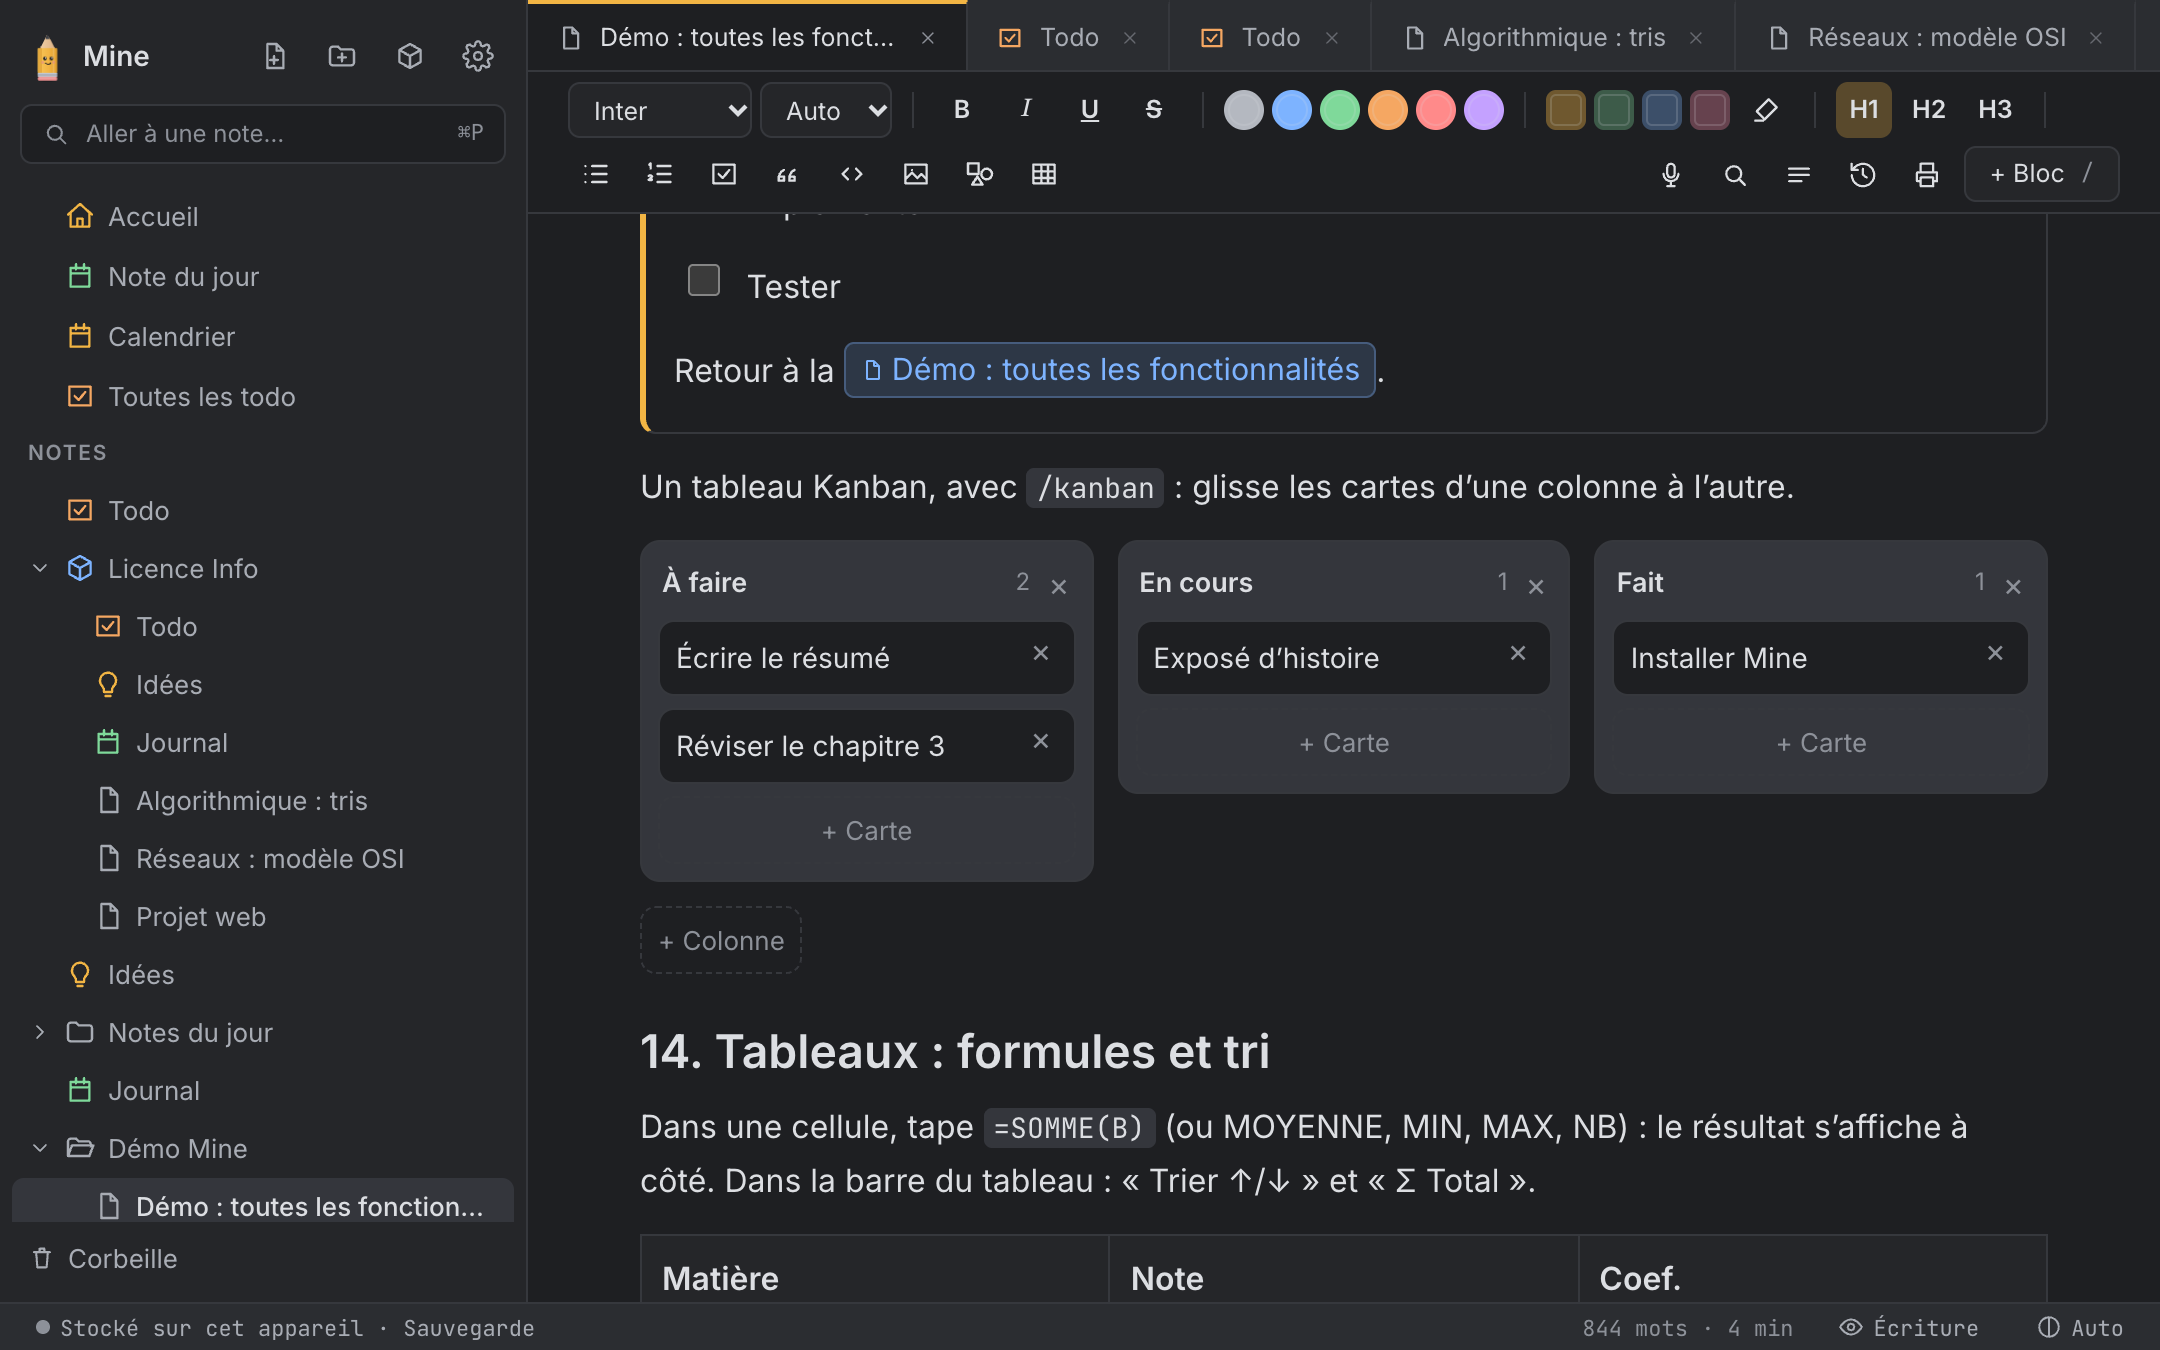 Mine
Aller à une note... ⌘P
Accueil
Note du jour
Calendrier
Toutes les todo
NOTES
Todo
Licence Info
Todo
Idées
Journal
Algorithmique : tris
Réseaux : modèle OSI
Projet web
Idées
Notes du jour
Journal
Démo Mine
Démo : toutes les fonction...
Corbeille
Démo : toutes les fonct... × Todo × Todo × Algorithmique : tris × Réseaux : modèle OSI ×
Inter Auto B I U S H1 H2 H3
+ Bloc /
Tester
Retour à la Démo : toutes les fonctionnalités.
Un tableau Kanban, avec /kanban : glisse les cartes d’une colonne à l’autre.
À faire 2 ×
Écrire le résumé ×
Réviser le chapitre 3 ×
+ Carte
En cours 1 ×
Exposé d’histoire ×
+ Carte
Fait 1 ×
Installer Mine ×
+ Carte
+ Colonne
14. Tableaux : formules et tri
Dans une cellule, tape =SOMME(B) (ou MOYENNE, MIN, MAX, NB) : le résultat s’affiche à
côté. Dans la barre du tableau : « Trier ↑/↓ » et « Σ Total ».
Matière Note Coef.
Stocké sur cet appareil · Sauvegarde 844 mots · 4 min Écriture Auto